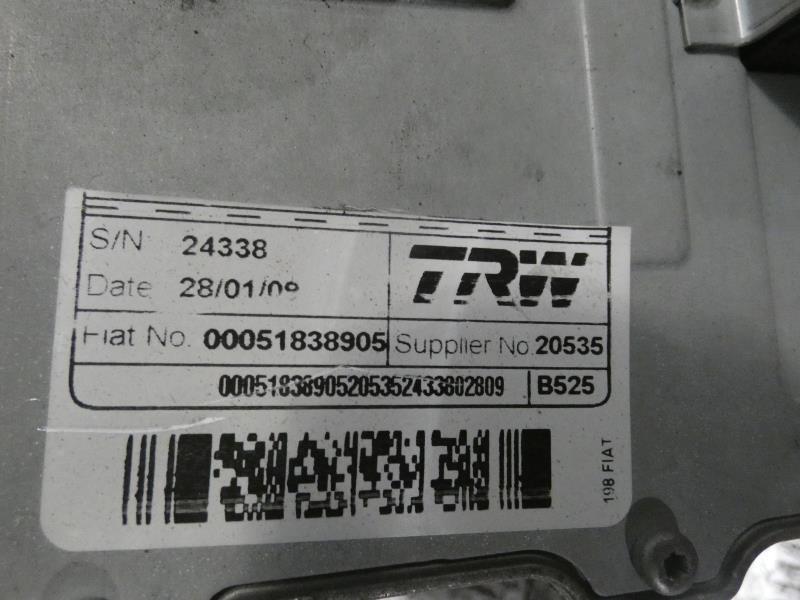 S/N 24338
TRW
Date 28/01/09
Fiat No. 00051838905 Supplier No. 20535
00051838905205352433802809 B525
198 FIAT